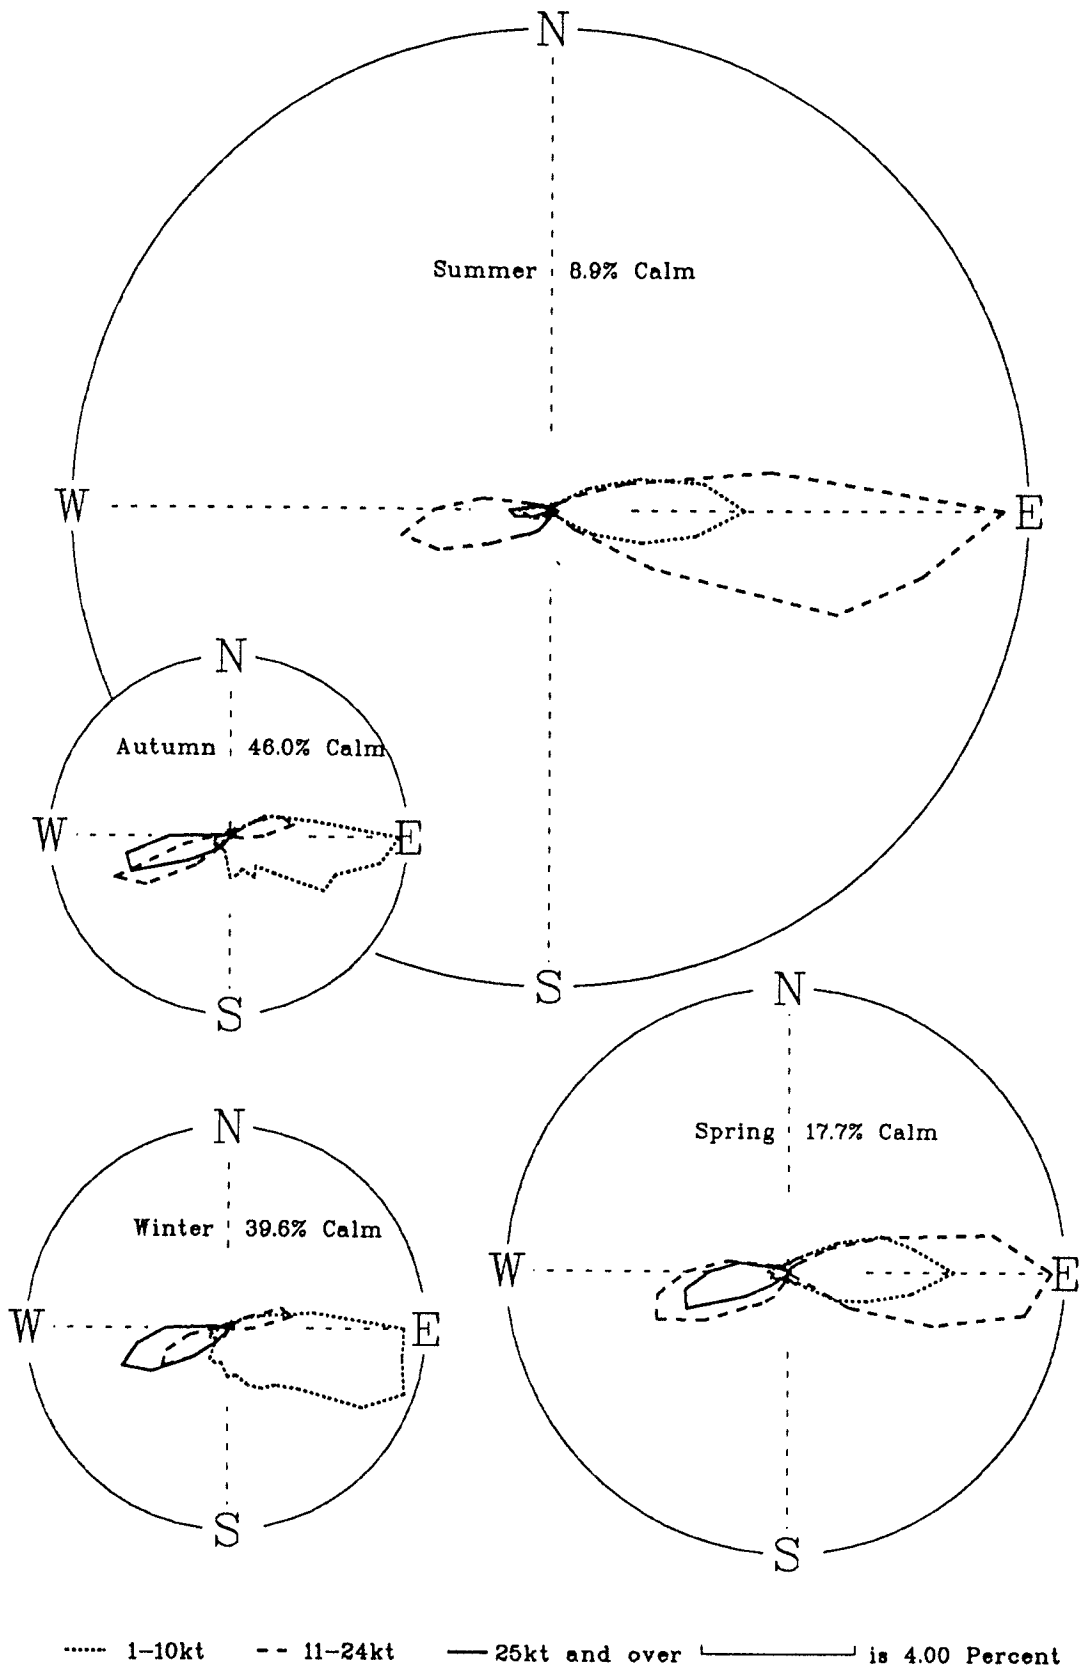 N
Summer 8.9% Calm
W
E
S
N
Autumn 46.0% Calm
W
E
S
N
Spring 17.7% Calm
W
E
S
N
Winter 39.6% Calm
W
E
S
1-10kt 11-24kt 25kt and over is 4.00 Percent